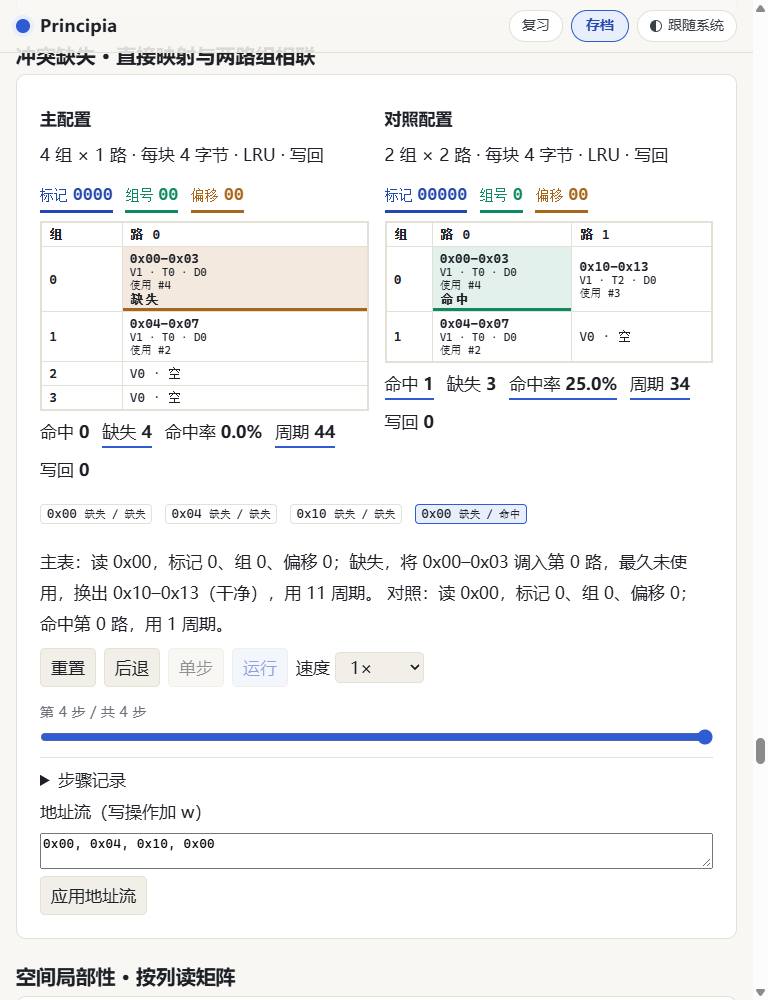 Principia
复习
存档
跟随系统
冲突缺失 • 直接映射与两路组相联
主配置
4 组 × 1 路 · 每块 4 字节 · LRU · 写回
标记 0000 组号 00 偏移 00
组 路 0
0 0x00–0x03
V1 · T0 · D0
使用 #4
缺失
1 0x04–0x07
V1 · T0 · D0
使用 #2
2 V0 · 空
3 V0 · 空
命中 0 缺失 4 命中率 0.0% 周期 44
写回 0
对照配置
2 组 × 2 路 · 每块 4 字节 · LRU · 写回
标记 00000 组号 0 偏移 00
组 路 0 路 1
0 0x00–0x03
V1 · T0 · D0
使用 #4
命中
0x10–0x13
V1 · T2 · D0
使用 #3
1 0x04–0x07
V1 · T0 · D0
使用 #2
V0 · 空
命中 1 缺失 3 命中率 25.0% 周期 34
写回 0
0x00 缺失 / 缺失 0x04 缺失 / 缺失 0x10 缺失 / 缺失 0x00 缺失 / 命中
主表：读 0x00，标记 0、组 0、偏移 0；缺失，将 0x00–0x03 调入第 0 路，最久未使
用，换出 0x10–0x13（干净），用 11 周期。 对照：读 0x00，标记 0、组 0、偏移 0；
命中第 0 路，用 1 周期。
重置 后退 单步 运行 速度 1×
第 4 步 / 共 4 步
▶ 步骤记录
地址流（写操作加 w）
0x00, 0x04, 0x10, 0x00
应用地址流
空间局部性 • 按列读矩阵